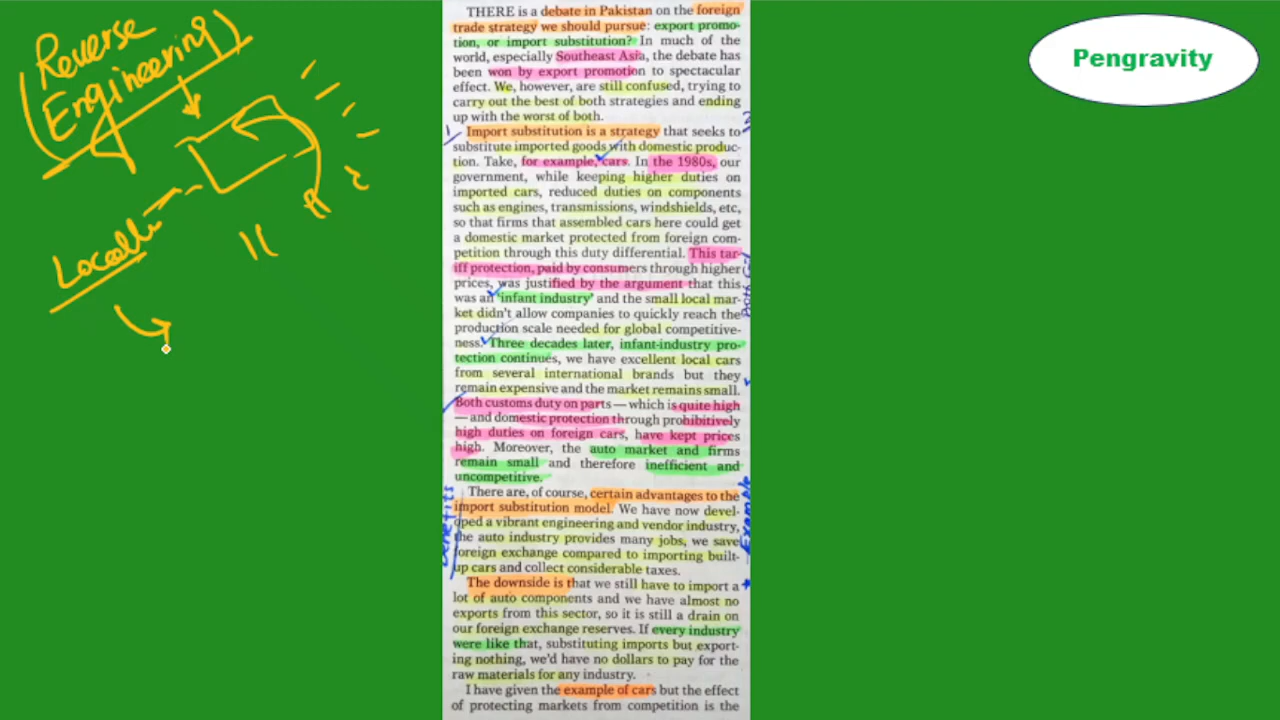 Reverse
Engineering
Locally
THERE is a debate in Pakistan on the foreign
trade strategy we should pursue: export promo-
tion, or import substitution? In much of the
world, especially Southeast Asia, the debate has
been won by export promotion to spectacular
effect. We, however, are still confused, trying to
carry out the best of both strategies and ending
up with the worst of both.
Import substitution is a strategy that seeks to
substitute imported goods with domestic produc-
tion. Take, for example, cars. In the 1980s, our
government, while keeping higher duties on
imported cars, reduced duties on components
such as engines, transmissions, windshields, etc,
so that firms that assembled cars here could get
a domestic market protected from foreign com-
petition through this duty differential. This tar-
iff protection, paid by consumers through higher
prices, was justified by the argument that this
was an 'infant industry' and the small local mar-
ket didn't allow companies to quickly reach the
production scale needed for global competitive-
ness. Three decades later, infant-industry pro-
tection continues, we have excellent local cars
from several international brands but they
remain expensive and the market remains small.
Both customs duty on parts — which is quite high
— and domestic protection through prohibitively
high duties on foreign cars, have kept prices
high. Moreover, the auto market and firms
remain small and therefore inefficient and
uncompetitive.
There are, of course, certain advantages to the
import substitution model. We have now devel-
oped a vibrant engineering and vendor industry,
the auto industry provides many jobs, we save
foreign exchange compared to importing built-
up cars and collect considerable taxes.
The downside is that we still have to import a
lot of auto components and we have almost no
exports from this sector, so it is still a drain on
our foreign exchange reserves. If every industry
were like that, substituting imports but export-
ing nothing, we'd have no dollars to pay for the
raw materials for any industry.
I have given the example of cars but the effect
of protecting markets from competition is the
Benefits
Example
Pengravity